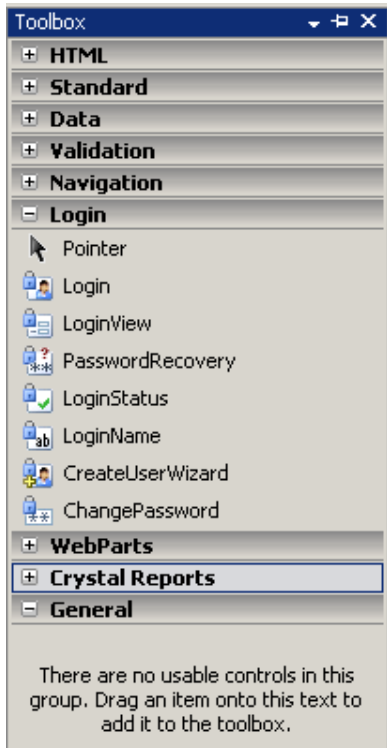 Toolbox
HTML
Standard
Data
Validation
Navigation
Login
Pointer
Login
LoginView
PasswordRecovery
LoginStatus
ab LoginName
CreateUserWizard
ChangePassword
WebParts
Crystal Reports
General
There are no usable controls in this
group. Drag an item onto this text to
add it to the toolbox.